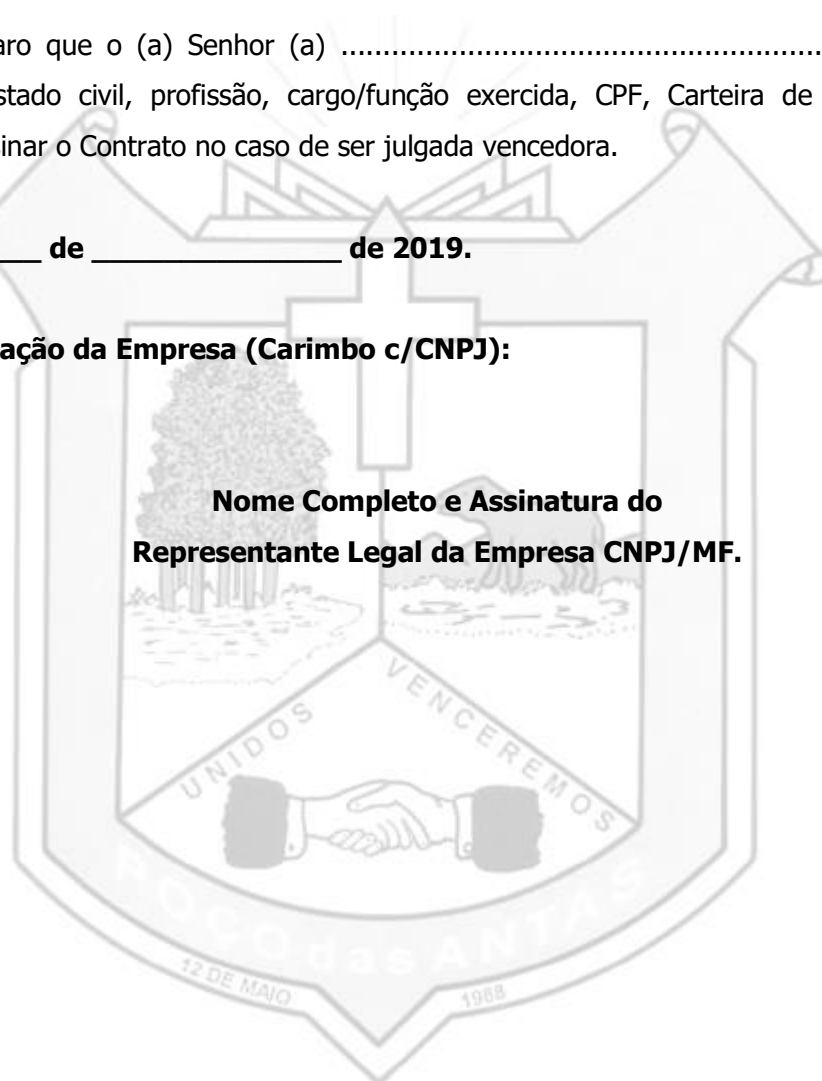 aro que o (a) Senhor (a) ........................................................
stado civil, profissão, cargo/função exercida, CPF, Carteira de
inar o Contrato no caso de ser julgada vencedora.
___ de ________________ de 2019.
ação da Empresa (Carimbo c/CNPJ):
Nome Completo e Assinatura do
Representante Legal da Empresa CNPJ/MF.
UNIDOS VENCEREMOS
POÇO das ANTAS
12 DE MAIO 1988